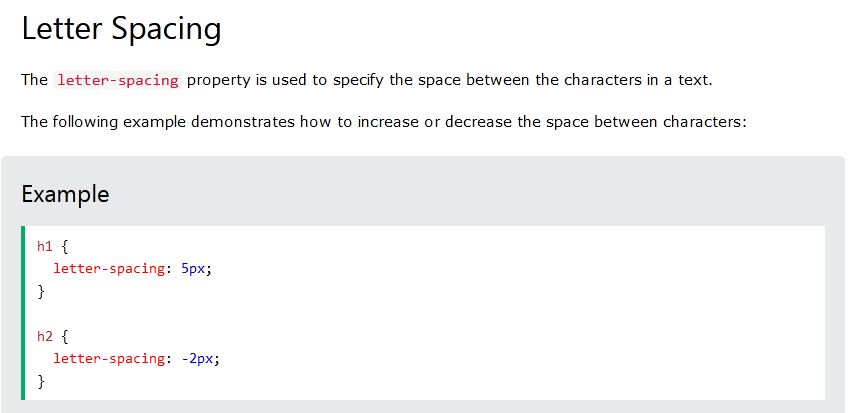 Letter Spacing
The letter-spacing property is used to specify the space between the characters in a text.
The following example demonstrates how to increase or decrease the space between characters:
Example
h1 {
  letter-spacing: 5px;
}
h2 {
  letter-spacing: -2px;
}